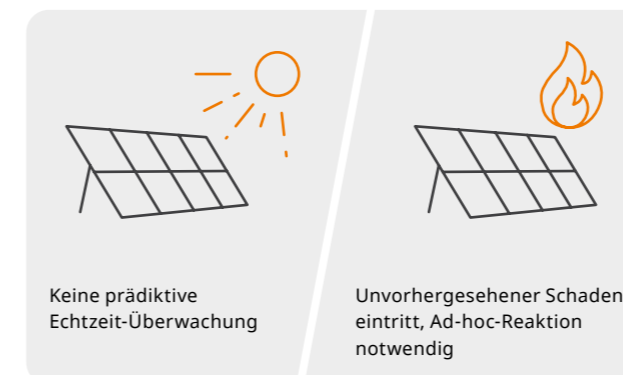 Keine prädiktive
Echtzeit-Überwachung
Unvorhergesehener Schaden
eintritt, Ad-hoc-Reaktion
notwendig